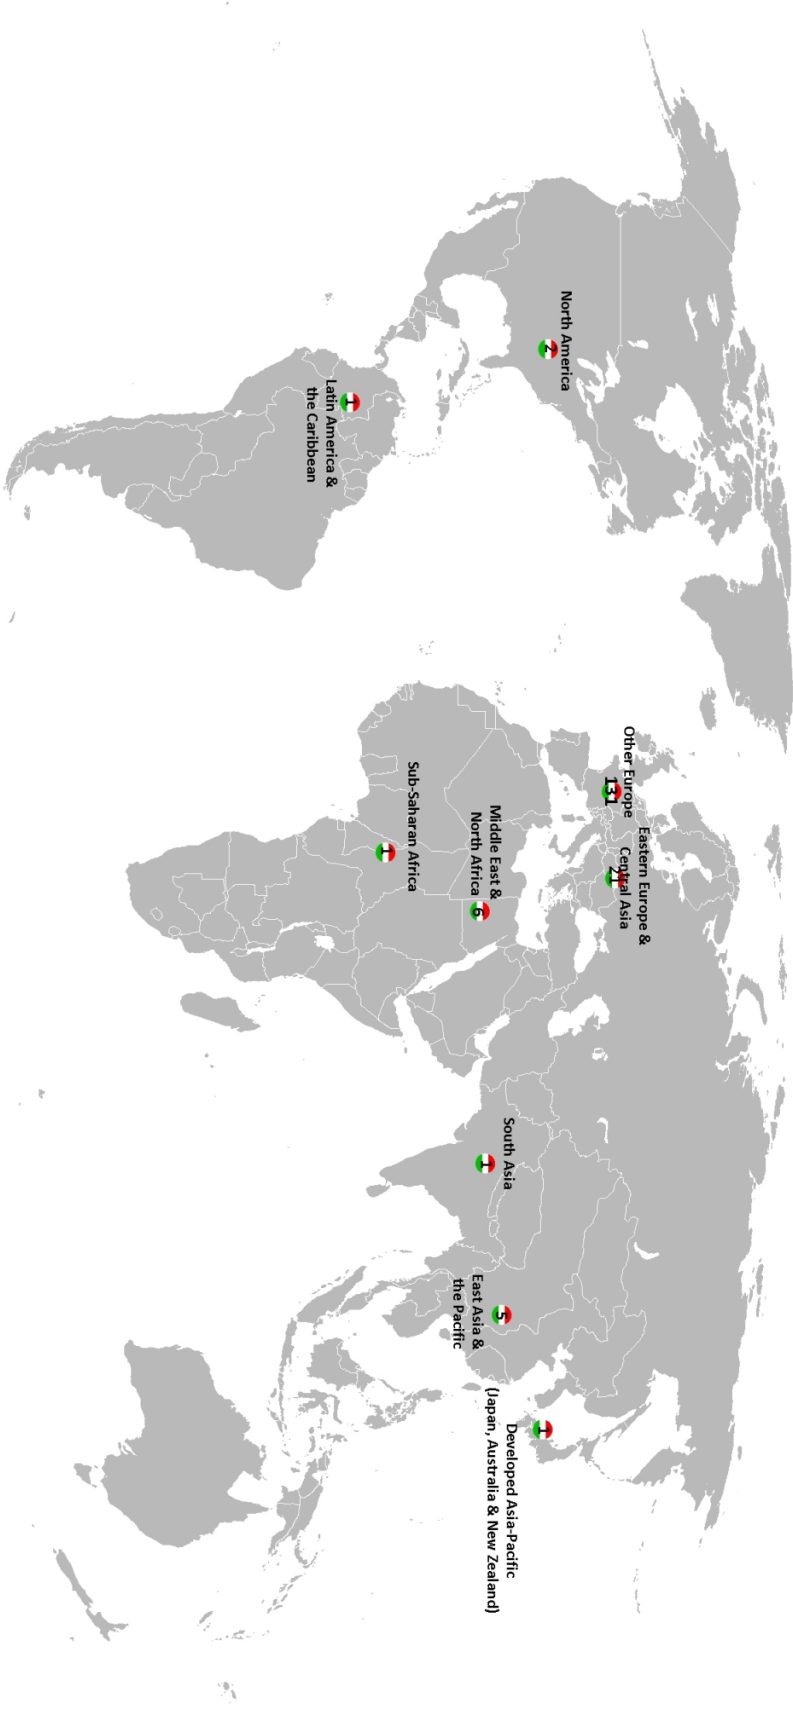 North America
2
Latin America &
the Caribbean
1
Other Europe
131
Eastern Europe &
Central Asia
21
Middle East &
North Africa
6
Sub-Saharan Africa
1
South Asia
1
East Asia &
the Pacific
5
Developed Asia-Pacific
(Japan, Australia & New Zealand)
1